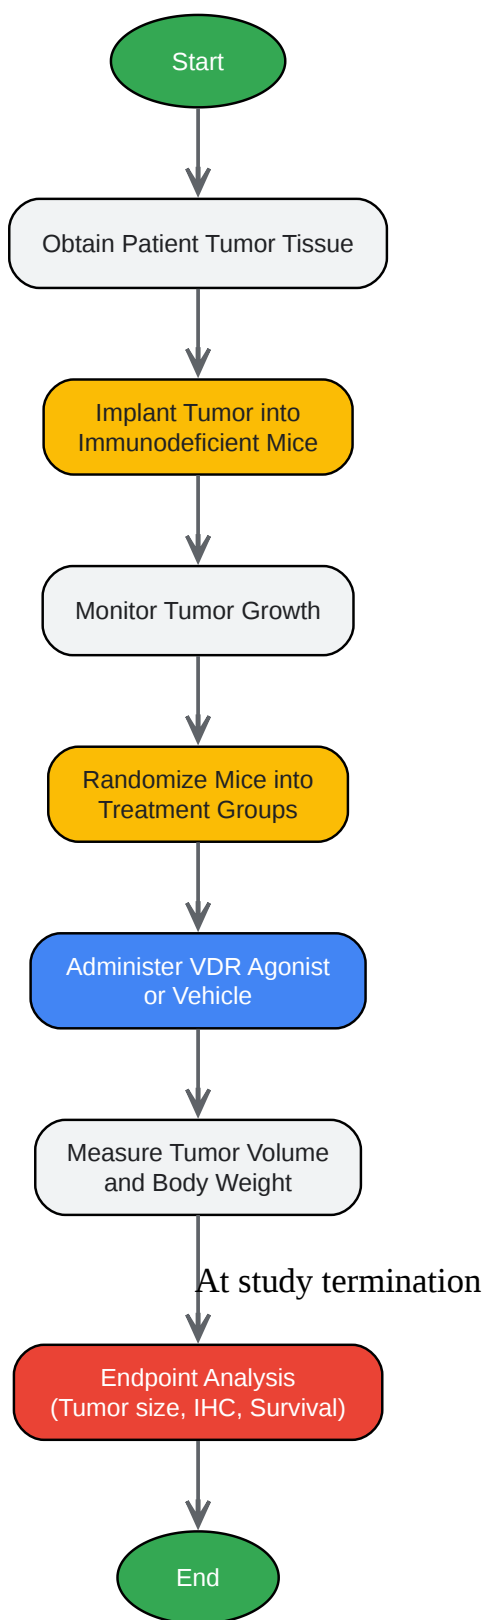 Start
Obtain Patient Tumor Tissue
Implant Tumor into
Immunodeficient Mice
Monitor Tumor Growth
Randomize Mice into
Treatment Groups
Administer VDR Agonist
or Vehicle
Measure Tumor Volume
and Body Weight
At study termination
Endpoint Analysis
(Tumor size, IHC, Survival)
End